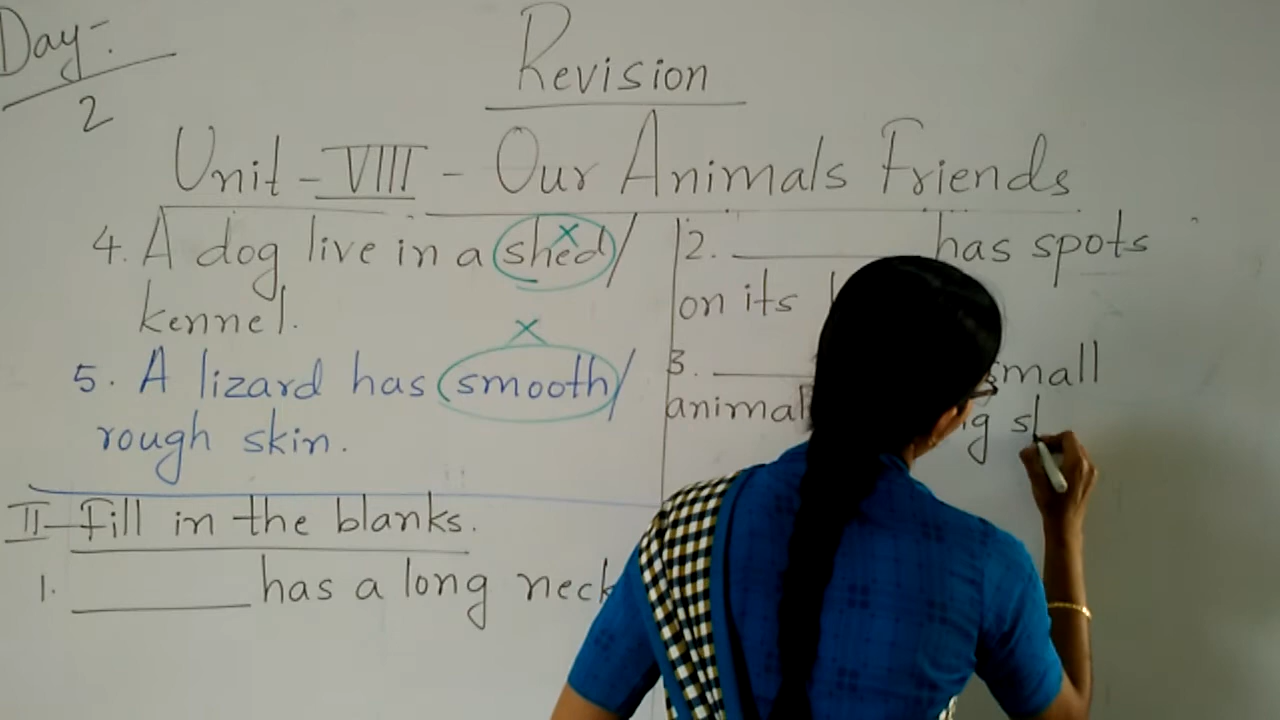 Day:-
2
Revision
Unit - VIII - Our Animals Friends
4. A dog live in a shed/
kennel.
5. A lizard has smooth/
rough skin.
II Fill in the blanks.
1. ________ has a long neck
2. ________ has spots
on its
3. ________ small
animal